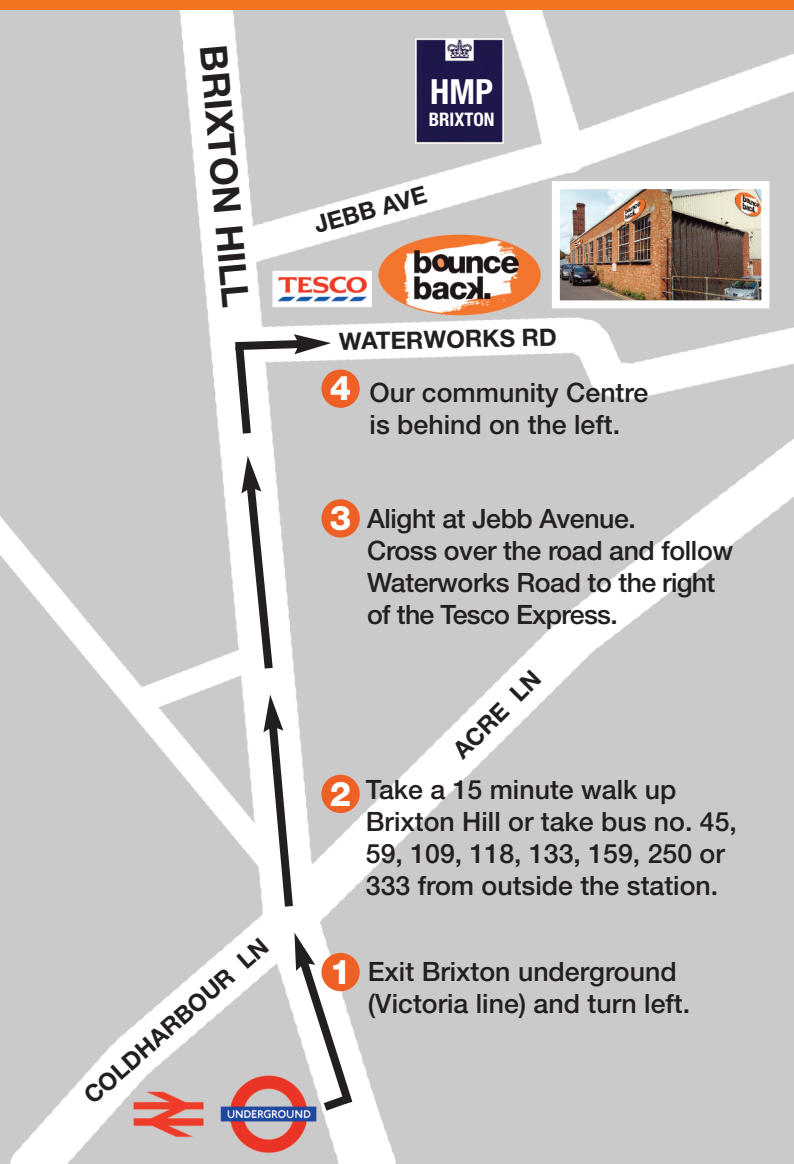 BRIXTON HILL
HMP
BRIXTON
JEBB AVE
TESCO
bounce
back.
bounce
back.
bounce
back.
WATERWORKS RD
4 Our community Centre
is behind on the left.
3 Alight at Jebb Avenue.
Cross over the road and follow
Waterworks Road to the right
of the Tesco Express.
ACRE LN
2 Take a 15 minute walk up
Brixton Hill or take bus no. 45,
59, 109, 118, 133, 159, 250 or
333 from outside the station.
COLDHARBOUR LN
1 Exit Brixton underground
(Victoria line) and turn left.
UNDERGROUND